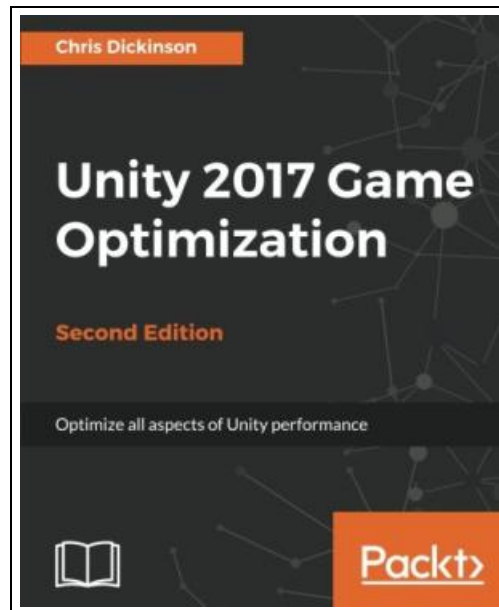 Chris Dickinson
Unity 2017 Game
Optimization
Second Edition
Optimize all aspects of Unity performance
Packt>